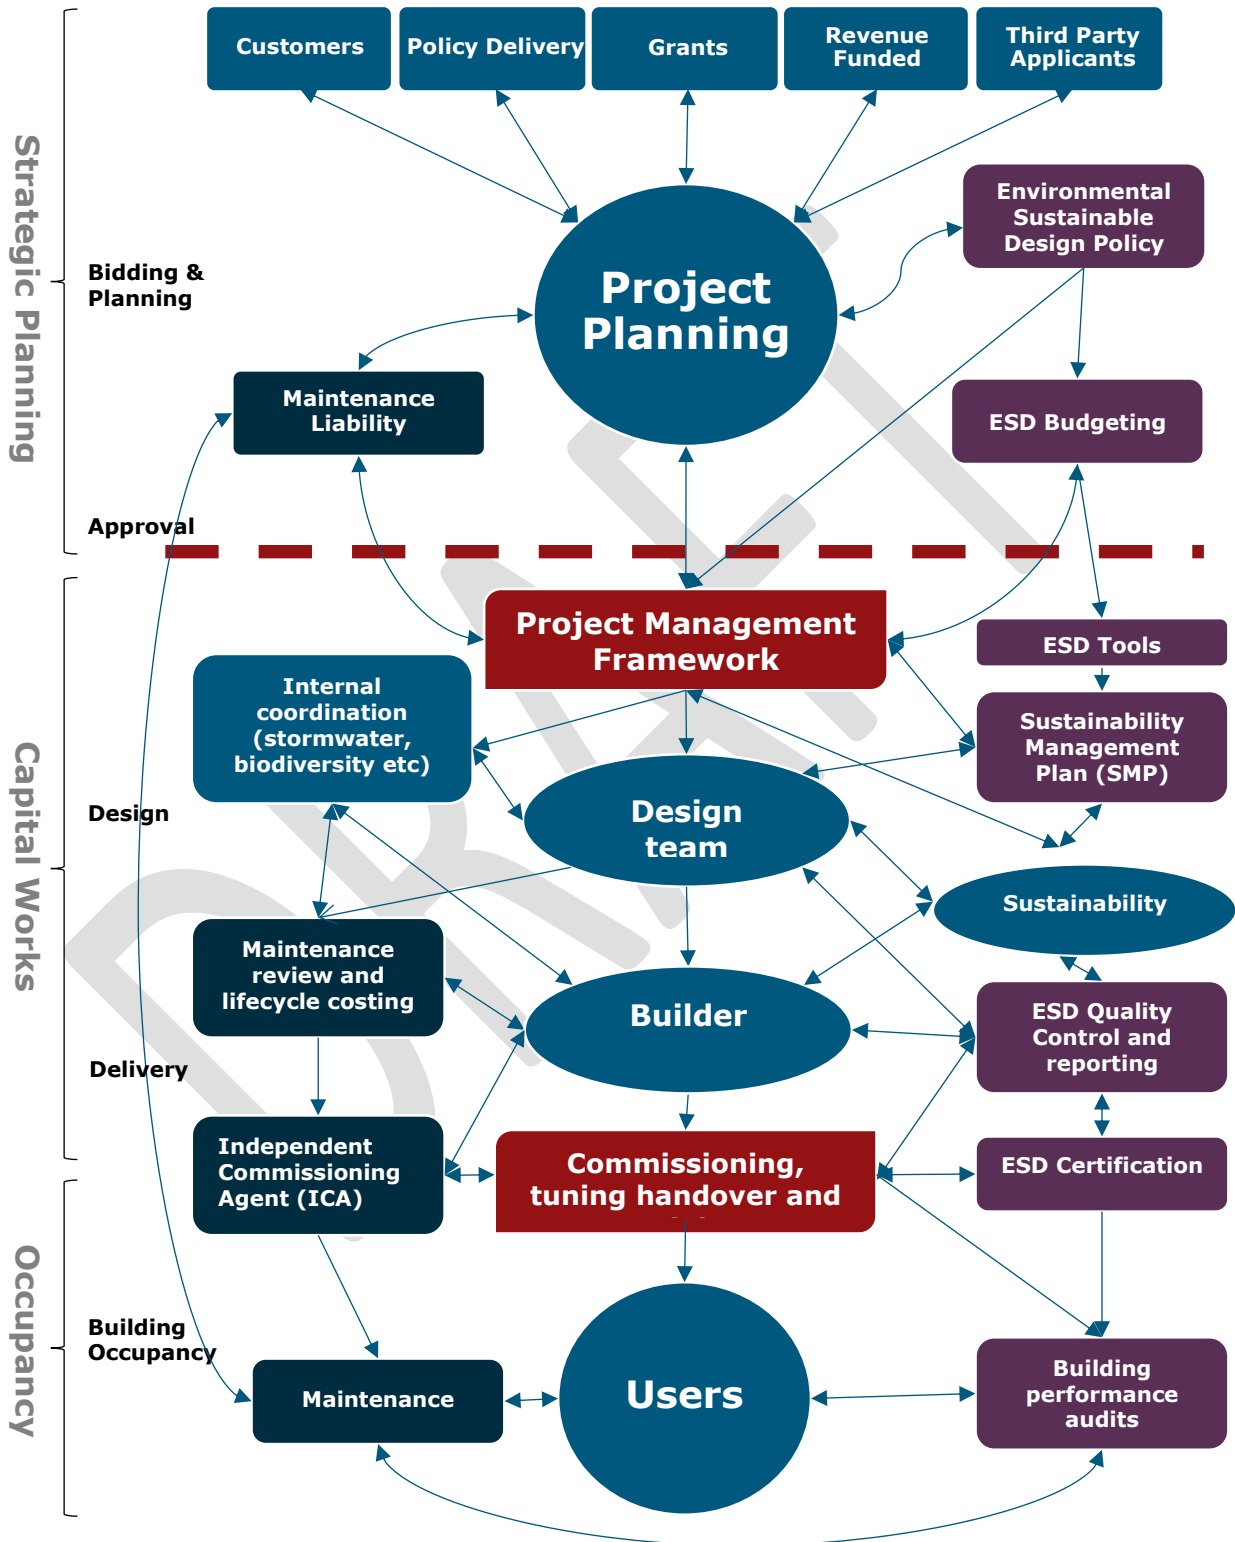 Customers
Policy Delivery
Grants
Revenue
Funded
Third Party
Applicants
Strategic Planning
Environmental
Sustainable
Design Policy
Bidding &
Planning
Project
Planning
Maintenance
Liability
ESD Budgeting
Approval
Project Management
Framework
ESD Tools
Internal
coordination
(stormwater,
biodiversity etc)
Sustainability
Management
Plan (SMP)
Capital Works
Design
Design
team
Sustainability
Maintenance
review and
lifecycle costing
Builder
ESD Quality
Control and
reporting
Delivery
Independent
Commissioning
Agent (ICA)
Commissioning,
tuning handover and
ESD Certification
Occupancy
Building
Occupancy
Maintenance
Users
Building
performance
audits
DRAFT